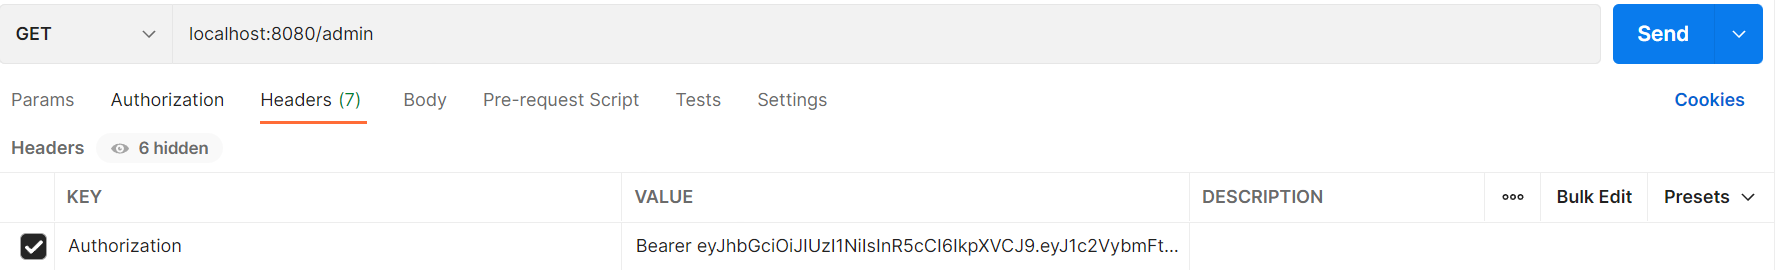 GET localhost:8080/admin Send
Params Authorization Headers (7) Body Pre-request Script Tests Settings Cookies
Headers 6 hidden
KEY VALUE DESCRIPTION ooo Bulk Edit Presets
Authorization Bearer eyJhbGciOiJIUzI1NiIsInR5cCI6IkpXVCJ9.eyJ1c2VybmFt...